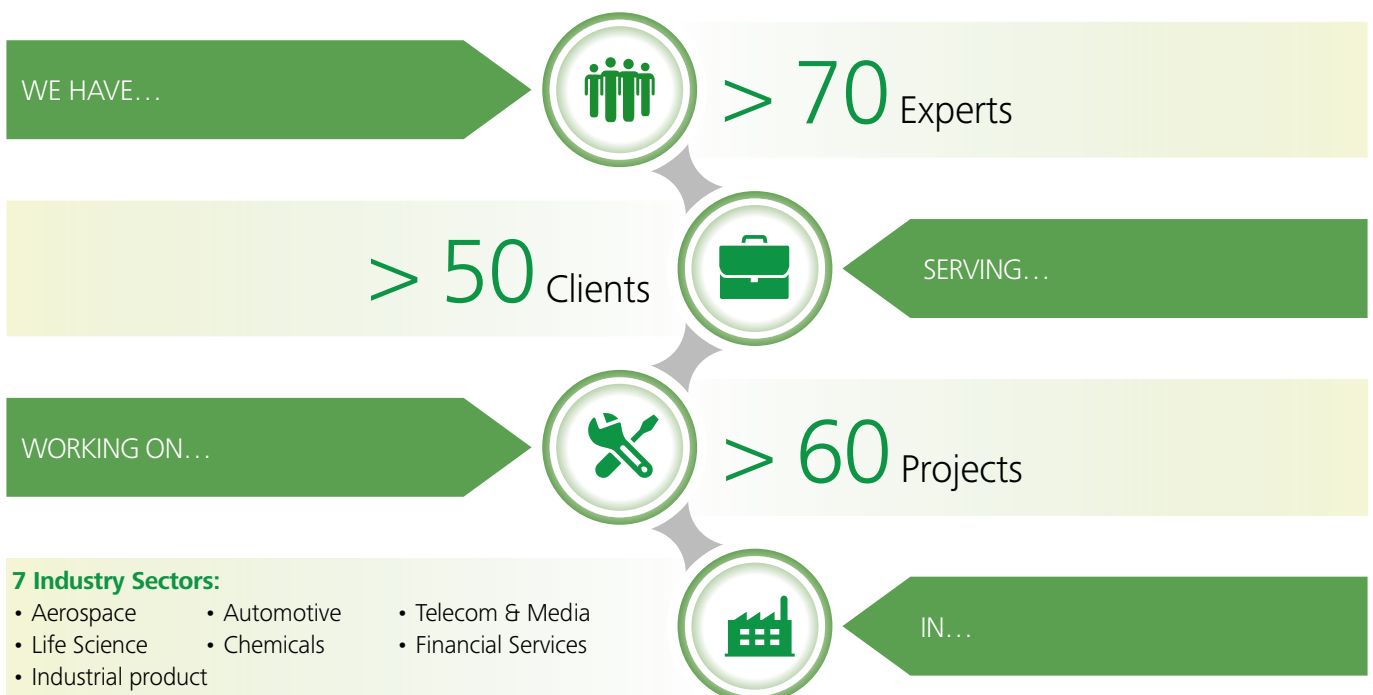 WE HAVE…
> 70 Experts
> 50 Clients
SERVING…
WORKING ON…
> 60 Projects
7 Industry Sectors:
• Aerospace • Automotive • Telecom & Media
• Life Science • Chemicals • Financial Services
• Industrial product
IN…